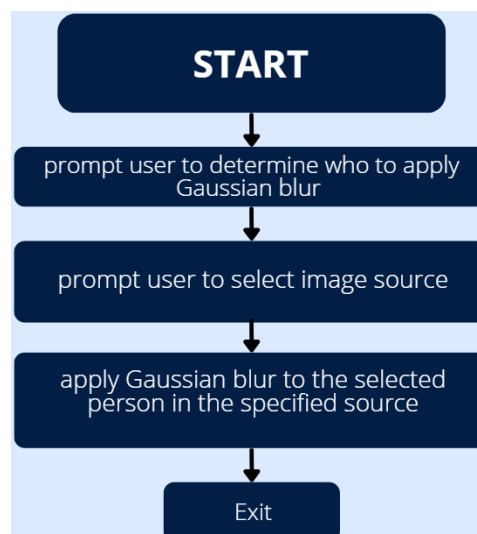 START
prompt user to determine who to apply
Gaussian blur
prompt user to select image source
apply Gaussian blur to the selected
person in the specified source
Exit